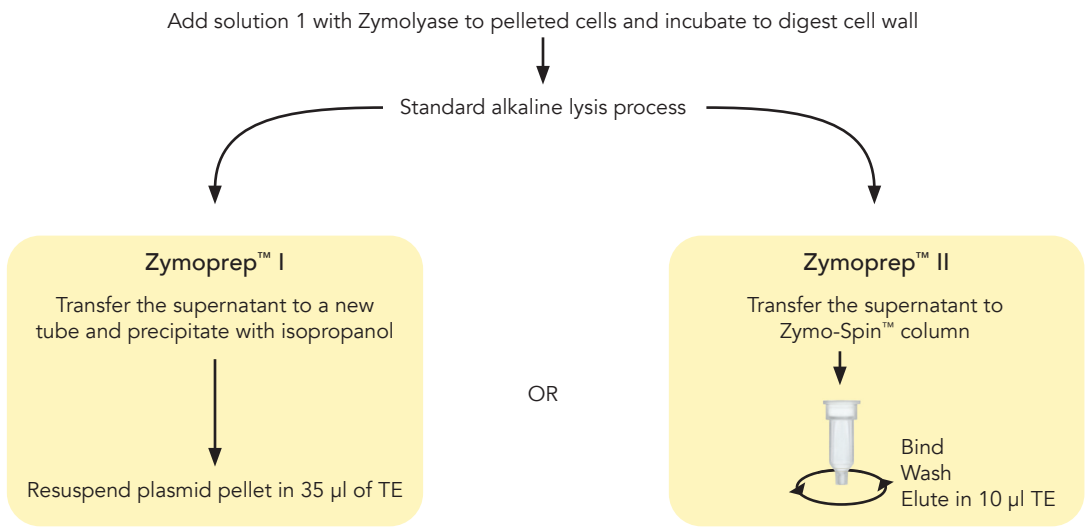 Add solution 1 with Zymolyase to pelleted cells and incubate to digest cell wall
Standard alkaline lysis process
Zymoprep™ I
Transfer the supernatant to a new
tube and precipitate with isopropanol
Resuspend plasmid pellet in 35 µl of TE
OR
Zymoprep™ II
Transfer the supernatant to
Zymo-Spin™ column
Bind
Wash
Elute in 10 µl TE